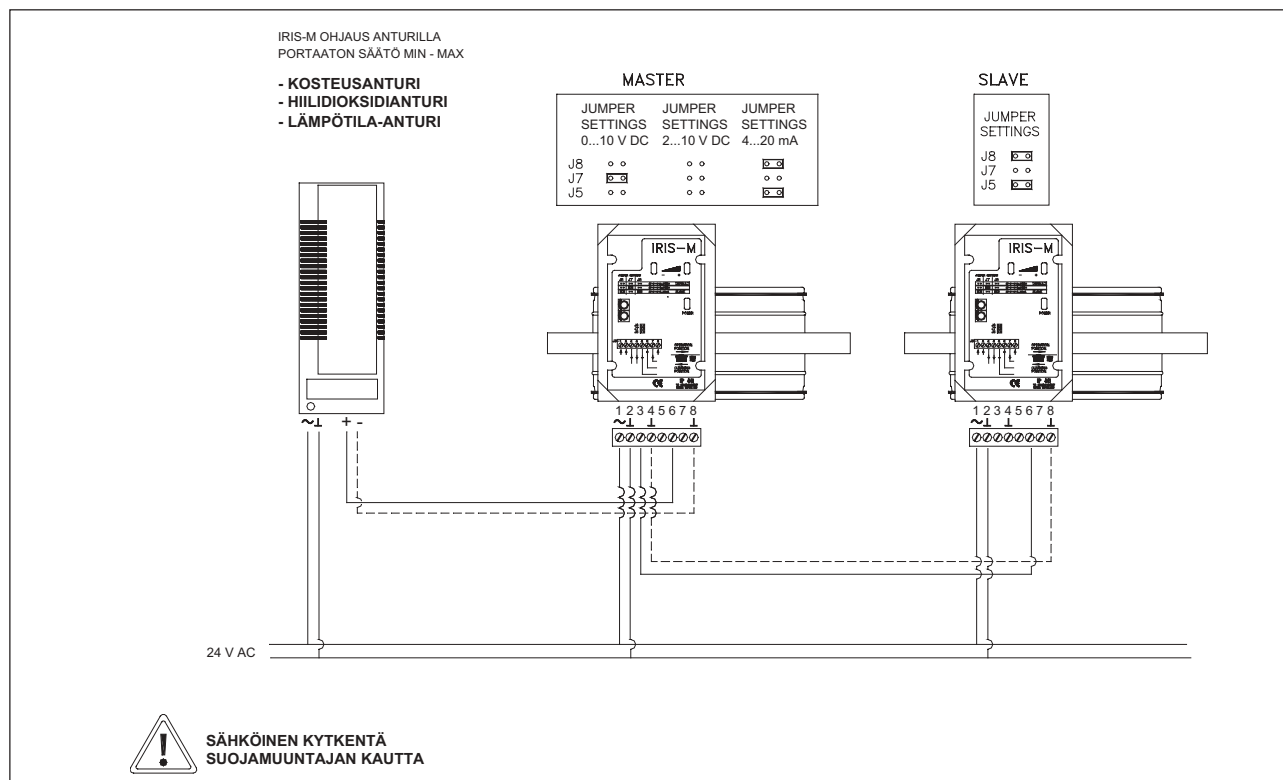 IRIS-M OHJAUS ANTURILLA
PORTAATON SÄÄTÖ MIN - MAX
- KOSTEUSANTURI
- HIILIDIOKSIDIANTURI
- LÄMPÖTILA-ANTURI
MASTER
JUMPER SETTINGS 0...10 V DC
JUMPER SETTINGS 2...10 V DC
JUMPER SETTINGS 4...20 mA
J8
J7
J5
SLAVE
JUMPER
SETTINGS
J8
J7
J5
IRIS-M
POWER
IRIS-M
POWER
~⊥ + -
1 2 3 4 5 6 7 8
~⊥ ⊥ ⊥
1 2 3 4 5 6 7 8
~⊥ ⊥ ⊥
24 V AC
SÄHKÖINEN KYTKENTÄ
SUOJAMUUNTAJAN KAUTTA